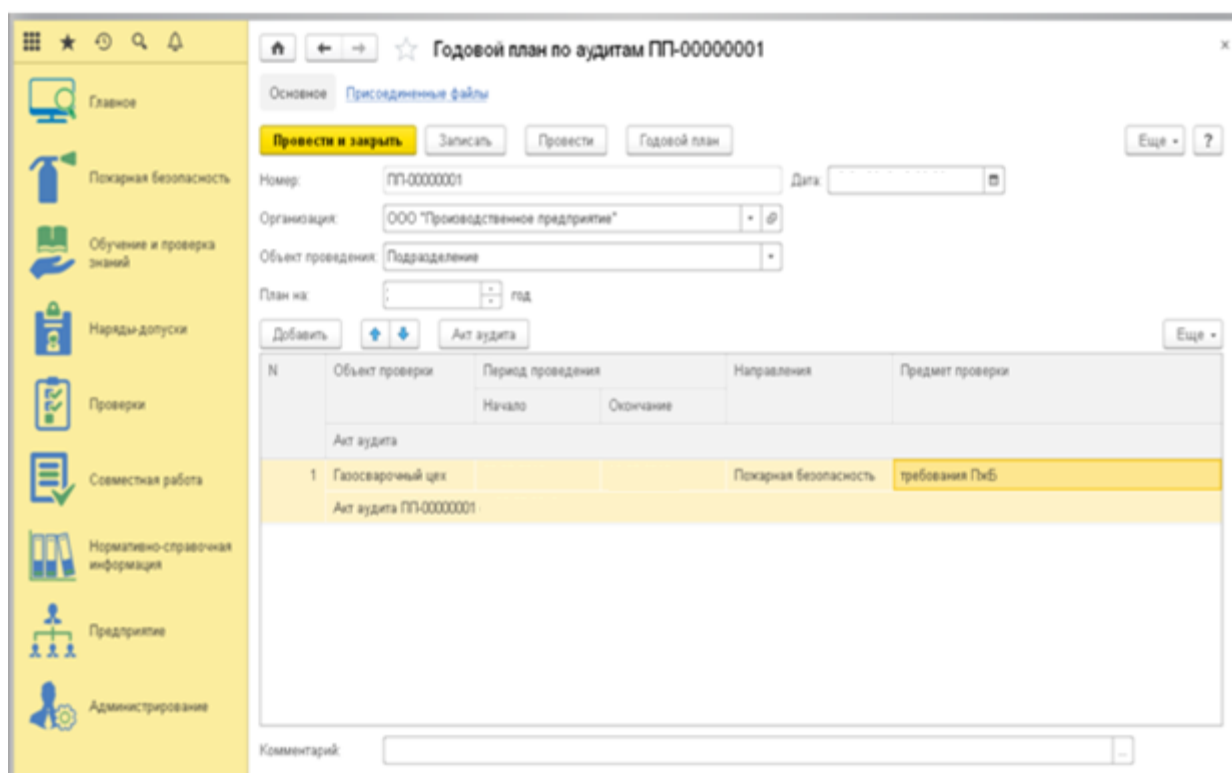 Годовой план по аудитам ПП-00000001
Основное Присоединенные файлы
Провести и закрыть Записать Провести Годовой план Еще ?
Номер: ПП-00000001 Дата:
Организация: ООО "Производственное предприятие"
Объект проведения: Подразделение
План на: год
Добавить Акт аудита Еще
N Объект проверки Период проведения Направления Предмет проверки
Начало Окончание
Акт аудита
1 Газосварочный цех Пожарная безопасность требования ПжБ
Акт аудита ПП-00000001
Комментарий:
Главное
Пожарная безопасность
Обучение и проверка
знаний
Наряды-допуски
Проверки
Совместная работа
Нормативно-справочная
информация
Предприятие
Администрирование